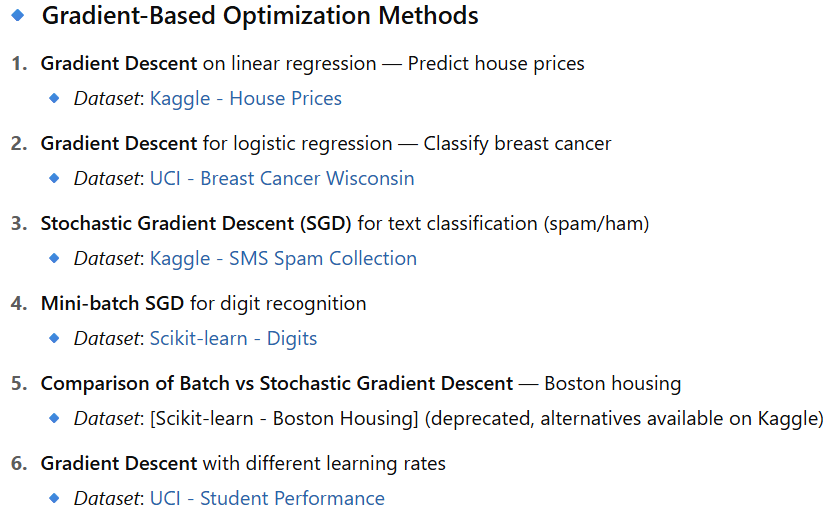 Gradient-Based Optimization Methods
1. Gradient Descent on linear regression — Predict house prices
Dataset: Kaggle - House Prices
2. Gradient Descent for logistic regression — Classify breast cancer
Dataset: UCI - Breast Cancer Wisconsin
3. Stochastic Gradient Descent (SGD) for text classification (spam/ham)
Dataset: Kaggle - SMS Spam Collection
4. Mini-batch SGD for digit recognition
Dataset: Scikit-learn - Digits
5. Comparison of Batch vs Stochastic Gradient Descent — Boston housing
Dataset: [Scikit-learn - Boston Housing] (deprecated, alternatives available on Kaggle)
6. Gradient Descent with different learning rates
Dataset: UCI - Student Performance